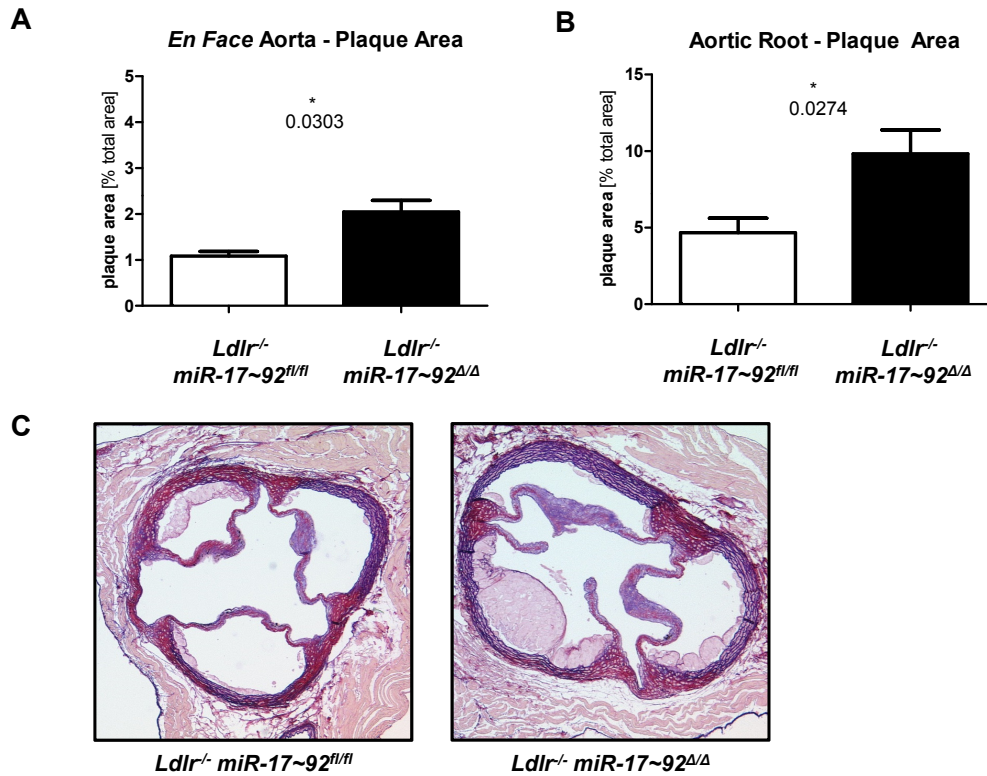 A
En Face Aorta - Plaque Area
plaque area [% total area]
5
4
3
2
1
0
*
0.0303
Ldlr-/-
miR-17~92fl/fl
Ldlr-/-
miR-17~92Δ/Δ
B
Aortic Root - Plaque Area
plaque area [% total area]
15
10
5
0
*
0.0274
Ldlr-/-
miR-17~92fl/fl
Ldlr-/-
miR-17~92Δ/Δ
C
Ldlr-/- miR-17~92fl/fl
Ldlr-/- miR-17~92Δ/Δ